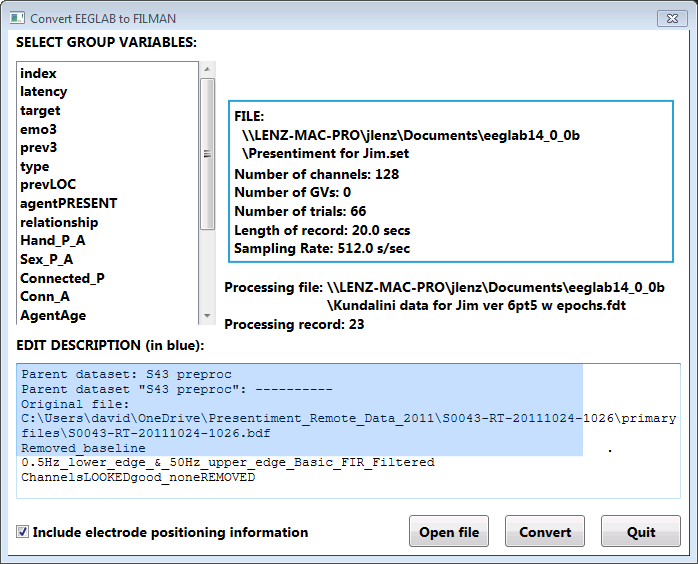 Convert EEGLAB to FILMAN
SELECT GROUP VARIABLES:
index
latency
target
emo3
prev3
type
prevLOC
agentPRESENT
relationship
Hand_P_A
Sex_P_A
Connected_P
Conn_A
AgentAge
FILE:
\\LENZ-MAC-PRO\jlenz\Documents\eeglab14_0_0b
\Presentiment for Jim.set
Number of channels: 128
Number of GVs: 0
Number of trials: 66
Length of record: 20.0 secs
Sampling Rate: 512.0 s/sec
Processing file: \\LENZ-MAC-PRO\jlenz\Documents\eeglab14_0_0b
\Kundalini data for Jim ver 6pt5 w epochs.fdt
Processing record: 23
EDIT DESCRIPTION (in blue):
Parent dataset: S43 preproc
Parent dataset "S43 preproc": ----------
Original file:
C:\Users\david\OneDrive\Presentiment_Remote_Data_2011\S0043-RT-20111024-1026\primary
files\S0043-RT-20111024-1026.bdf
Removed_baseline .
0.5Hz_lower_edge_&_50Hz_upper_edge_Basic_FIR_Filtered
ChannelsLOOKEDgood_noneREMOVED
Include electrode positioning information
Open file
Convert
Quit